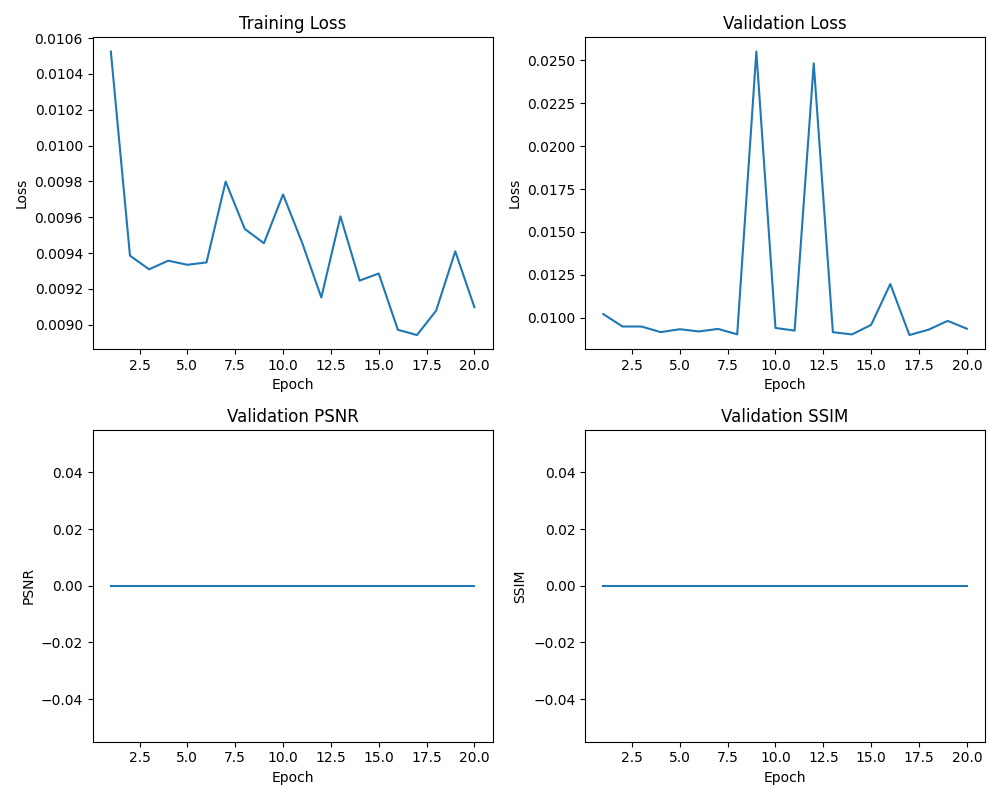 Training Loss
Loss
0.0106
0.0104
0.0102
0.0100
0.0098
0.0096
0.0094
0.0092
0.0090
2.5 5.0 7.5 10.0 12.5 15.0 17.5 20.0
Epoch
Validation Loss
Loss
0.0250
0.0225
0.0200
0.0175
0.0150
0.0125
0.0100
2.5 5.0 7.5 10.0 12.5 15.0 17.5 20.0
Epoch
Validation PSNR
PSNR
0.04
0.02
0.00
−0.02
−0.04
2.5 5.0 7.5 10.0 12.5 15.0 17.5 20.0
Epoch
Validation SSIM
SSIM
0.04
0.02
0.00
−0.02
−0.04
2.5 5.0 7.5 10.0 12.5 15.0 17.5 20.0
Epoch